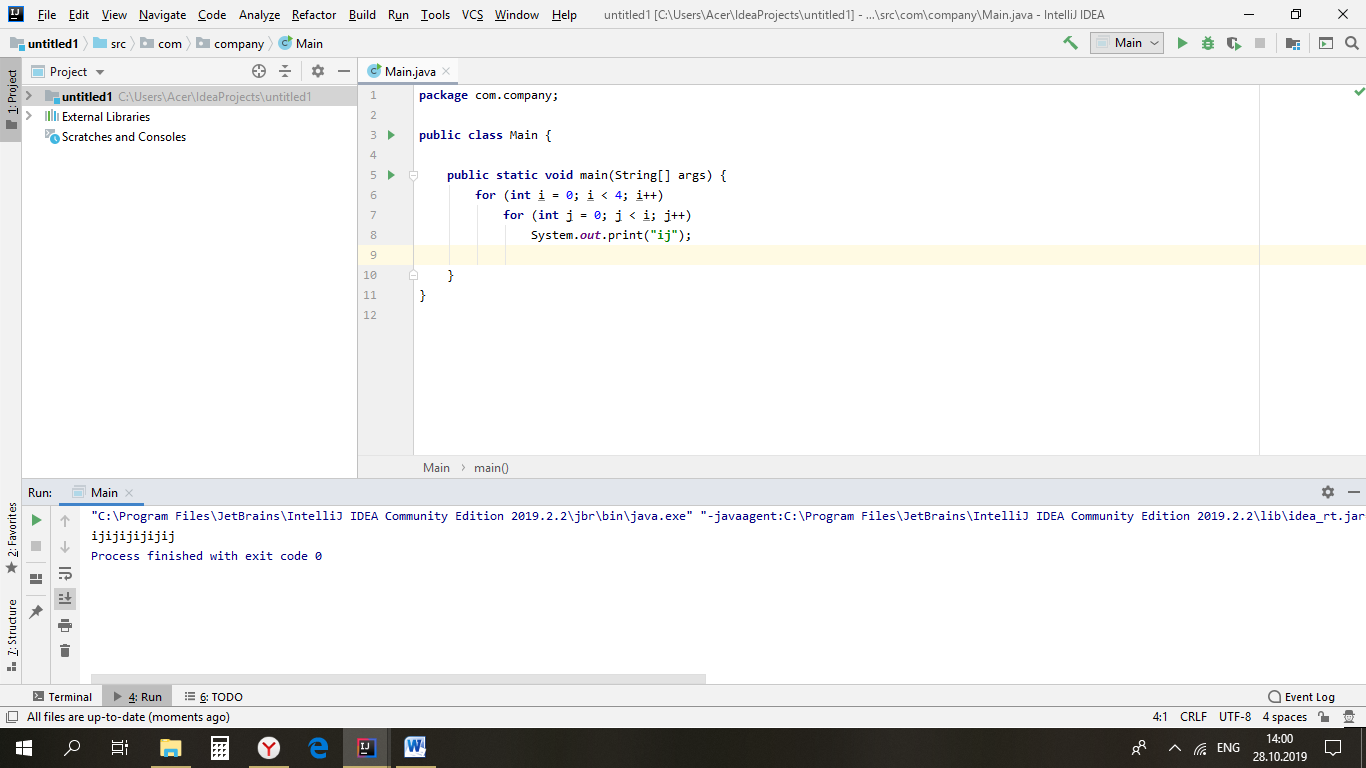 File Edit View Navigate Code Analyze Refactor Build Run Tools VCS Window Help untitled1 [C:\Users\Acer\IdeaProjects\untitled1] - ...\src\com\company\Main.java - IntelliJ IDEA
untitled1 src com company Main Main
1: Project
Project
Main.java
untitled1 C:\Users\Acer\IdeaProjects\untitled1
External Libraries
Scratches and Consoles
1 package com.company;
2
3 public class Main {
4
5 public static void main(String[] args) {
6 for (int i = 0; i < 4; i++)
7 for (int j = 0; j < i; j++)
8 System.out.print("ij");
9
10 }
11 }
12
Main > main()
Run: Main
"C:\Program Files\JetBrains\IntelliJ IDEA Community Edition 2019.2.2\jbr\bin\java.exe" "-javaagent:C:\Program Files\JetBrains\IntelliJ IDEA Community Edition 2019.2.2\lib\idea_rt.jar
ijijijijijij
Process finished with exit code 0
2: Favorites
7: Structure
Terminal 4: Run 6: TODO Event Log
All files are up-to-date (moments ago) 4:1 CRLF UTF-8 4 spaces
ENG 14:00
28.10.2019